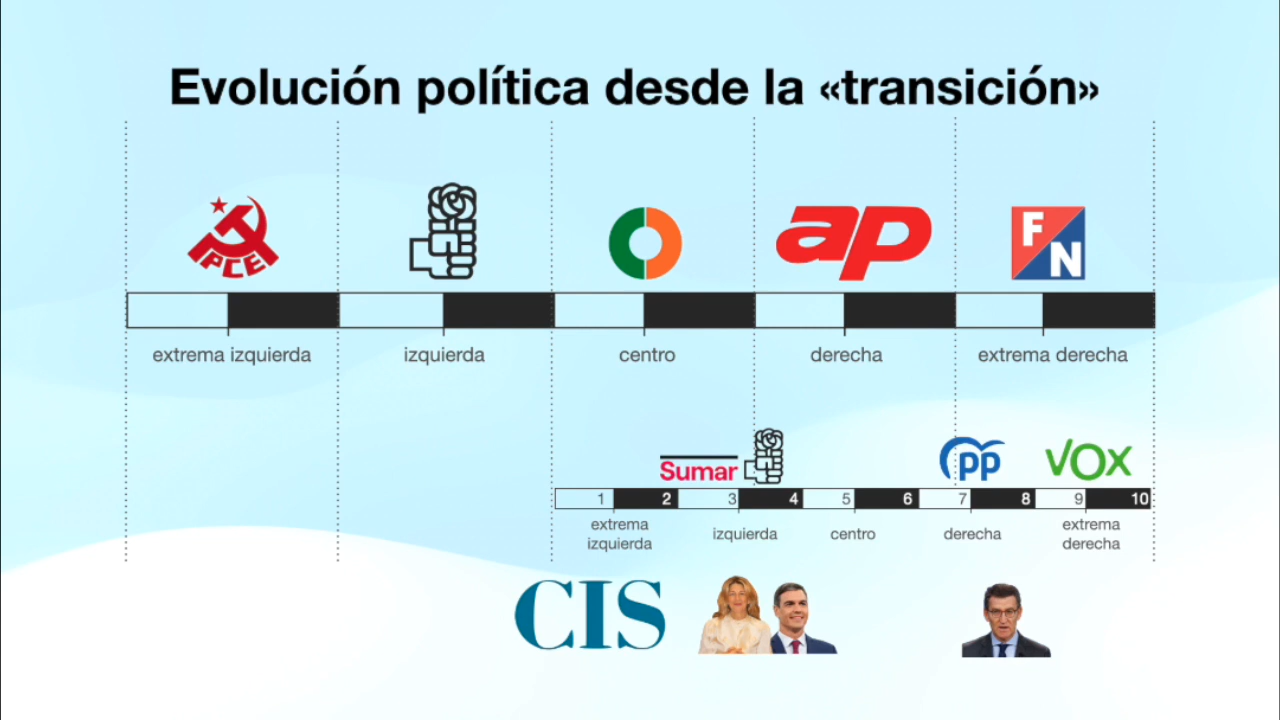 Evolución política desde la «transición»
PCE
ap
F
N
extrema izquierda
izquierda
centro
derecha
extrema derecha
Sumar
pp
VOX
1 2 3 4 5 6 7 8 9 10
extrema
izquierda
izquierda
centro
derecha
extrema
derecha
CIS